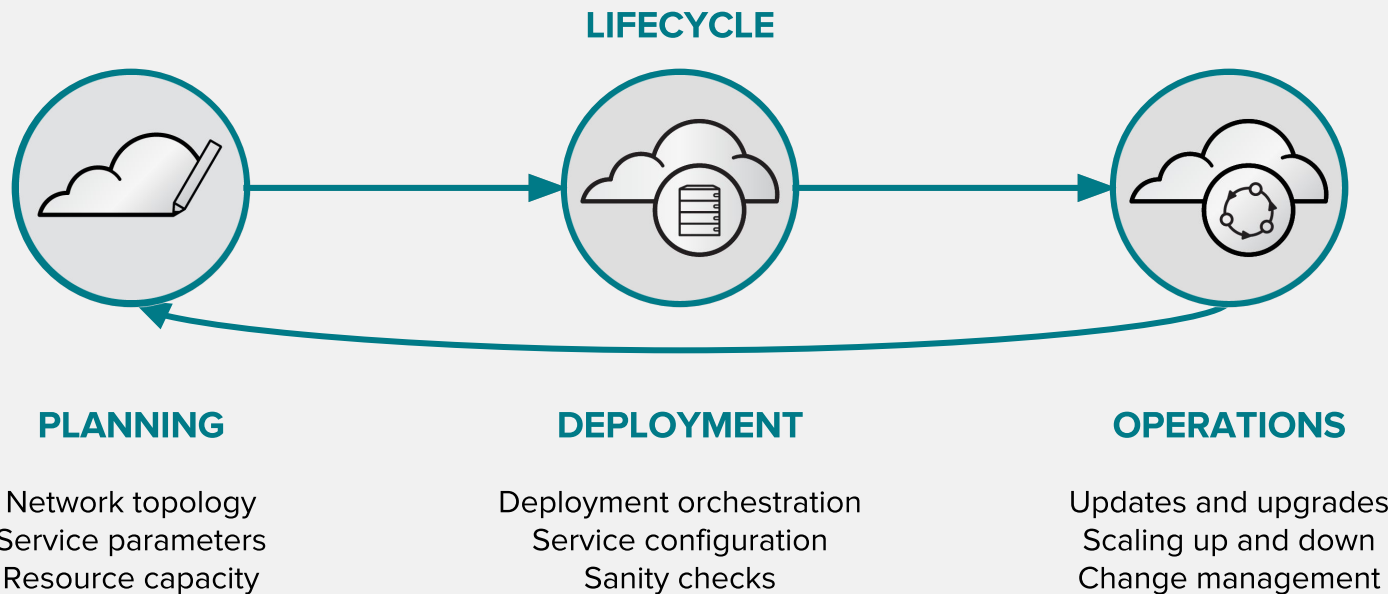 LIFECYCLE
PLANNING
Network topology
Service parameters
Resource capacity
DEPLOYMENT
Deployment orchestration
Service configuration
Sanity checks
OPERATIONS
Updates and upgrades
Scaling up and down
Change management